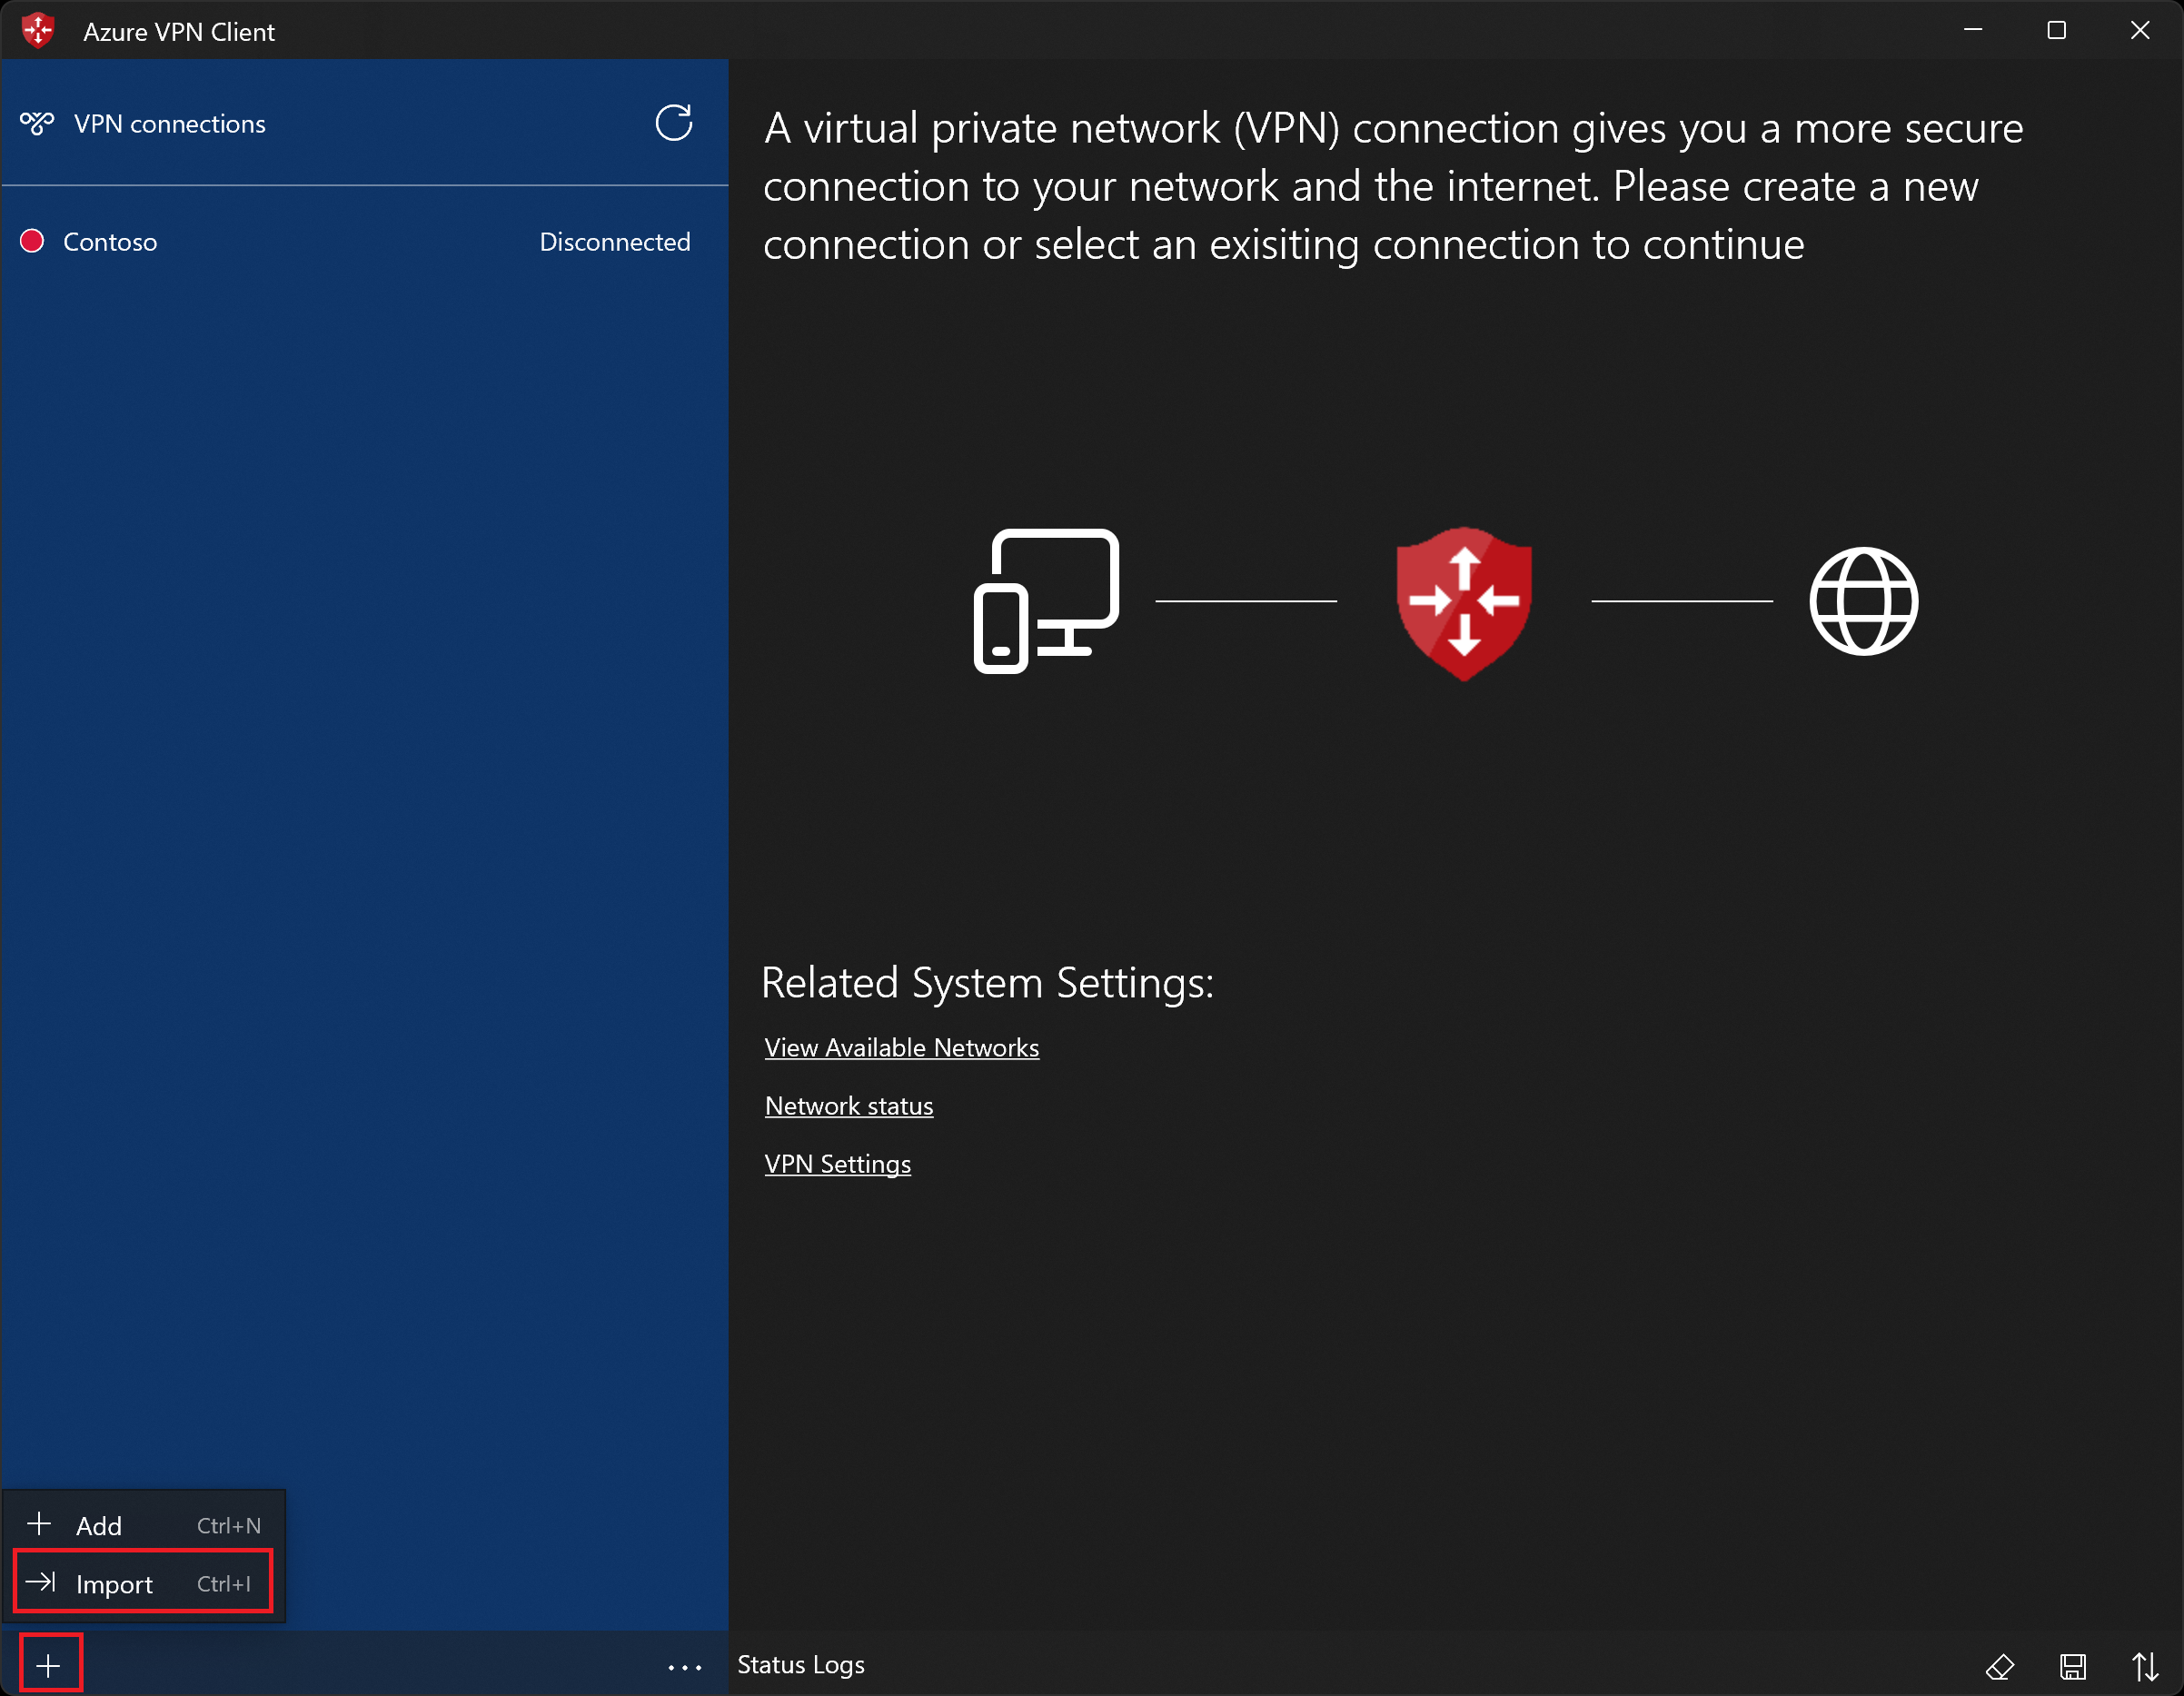 Azure VPN Client
VPN connections
Contoso Disconnected
A virtual private network (VPN) connection gives you a more secure
connection to your network and the internet. Please create a new
connection or select an exisiting connection to continue
Related System Settings:
View Available Networks
Network status
VPN Settings
Add Ctrl+N
Import Ctrl+I
Status Logs